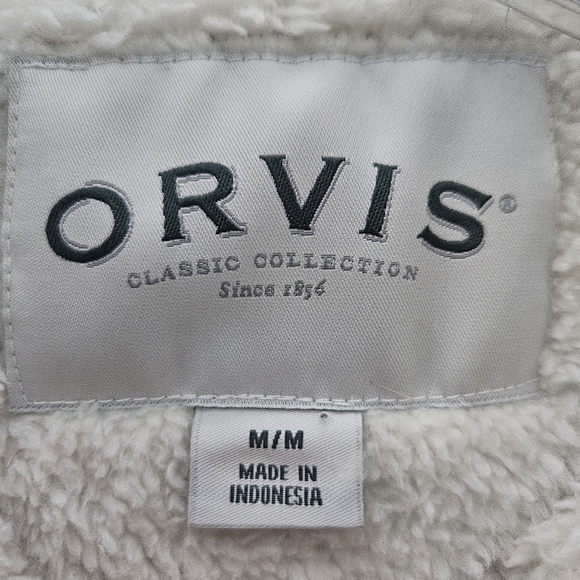 ORVIS®
CLASSIC COLLECTION
Since 1856
M/M
MADE IN
INDONESIA